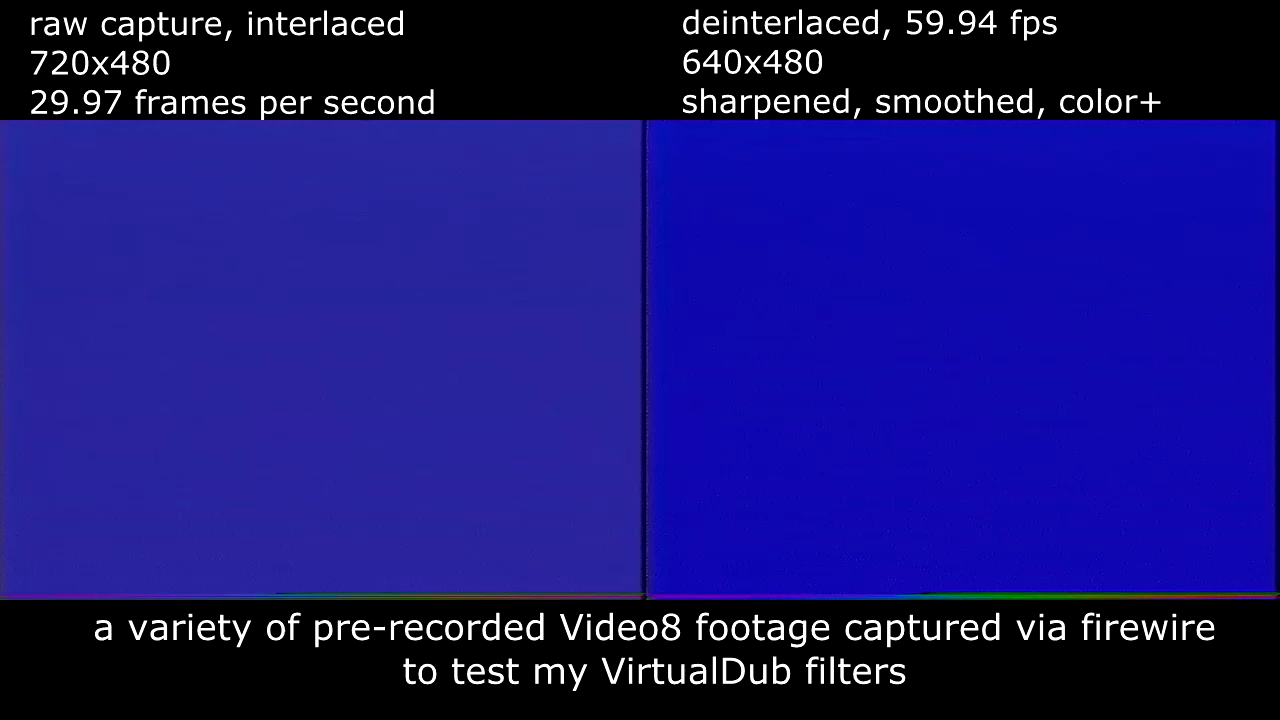 raw capture, interlaced
720x480
29.97 frames per second
deinterlaced, 59.94 fps
640x480
sharpened, smoothed, color+
a variety of pre-recorded Video8 footage captured via firewire
to test my VirtualDub filters